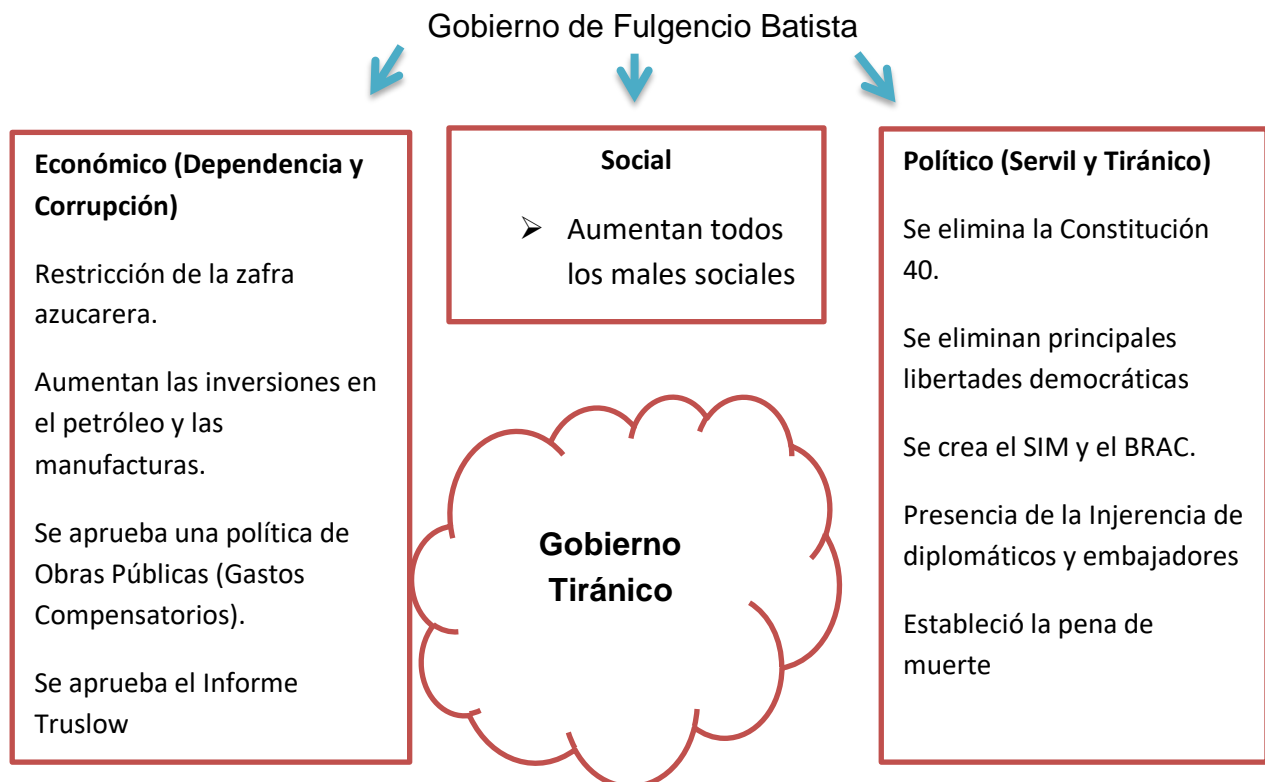 Gobierno de Fulgencio Batista
Económico (Dependencia y
Corrupción)
Restricción de la zafra
azucarera.
Aumentan las inversiones en
el petróleo y las
manufacturas.
Se aprueba una política de
Obras Públicas (Gastos
Compensatorios).
Se aprueba el Informe
Truslow
Social
➢ Aumentan todos
los males sociales
Gobierno
Tiránico
Político (Servil y Tiránico)
Se elimina la Constitución
40.
Se eliminan principales
libertades democráticas
Se crea el SIM y el BRAC.
Presencia de la Injerencia de
diplomáticos y embajadores
Estableció la pena de
muerte